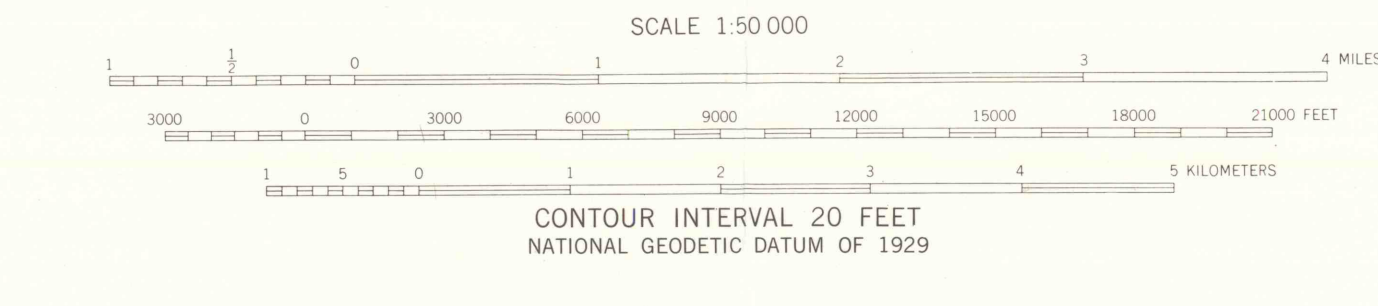 SCALE 1:50 000
1 1/2 0 1 2 3 4 MILES
3000 0 3000 6000 9000 12000 15000 18000 21000 FEET
1 5 0 1 2 3 4 5 KILOMETERS
CONTOUR INTERVAL 20 FEET
NATIONAL GEODETIC DATUM OF 1929